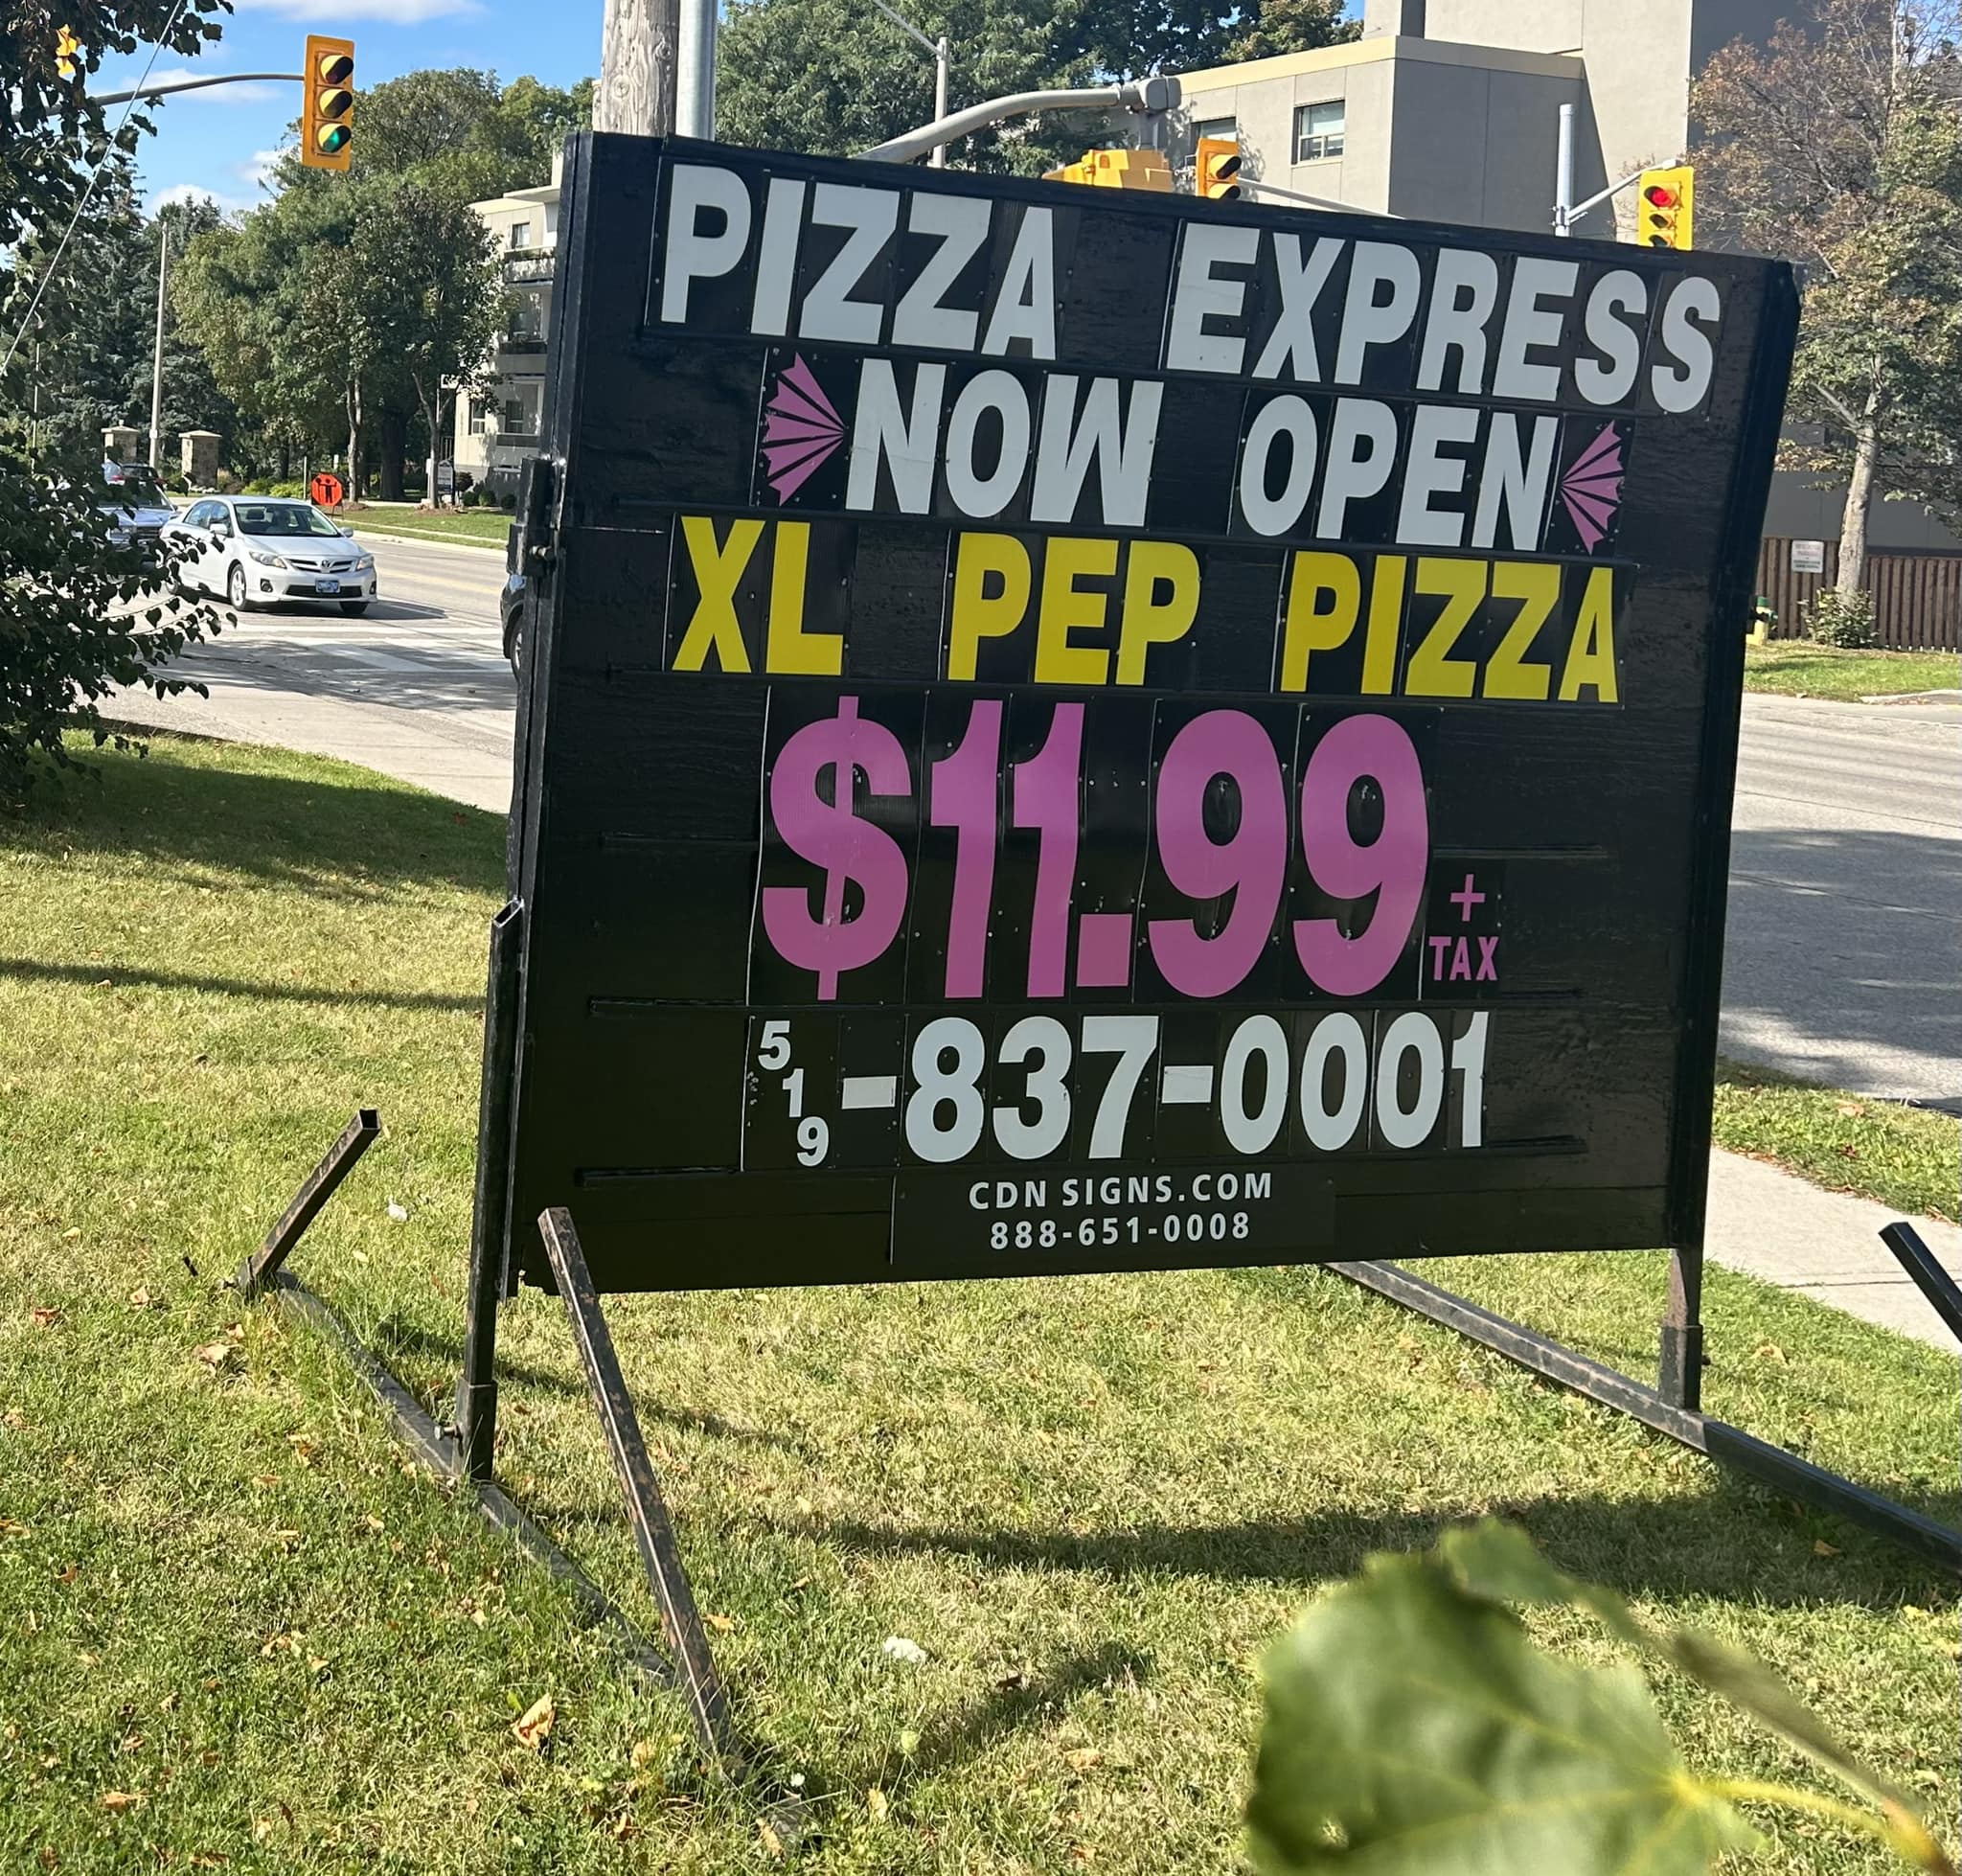 PIZZA EXPRESS
NOW OPEN
XL PEP PIZZA
$11.99 + TAX
519-837-0001
CDN SIGNS.COM
888-651-0008